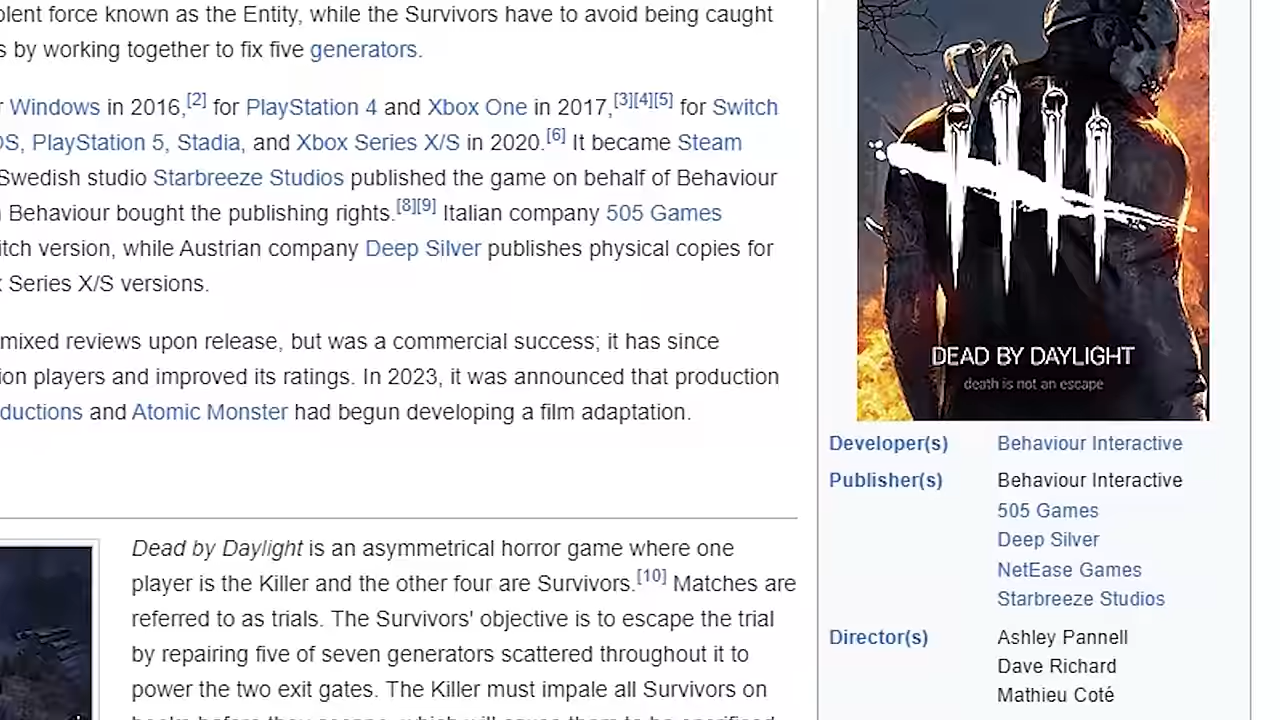 olent force known as the Entity, while the Survivors have to avoid being caught
s by working together to fix five generators.
r Windows in 2016,[2] for PlayStation 4 and Xbox One in 2017,[3][4][5] for Switch
OS, PlayStation 5, Stadia, and Xbox Series X/S in 2020.[6] It became Steam
Swedish studio Starbreeze Studios published the game on behalf of Behaviour
Behaviour bought the publishing rights.[8][9] Italian company 505 Games
itch version, while Austrian company Deep Silver publishes physical copies for
x Series X/S versions.
mixed reviews upon release, but was a commercial success; it has since
ion players and improved its ratings. In 2023, it was announced that production
ductions and Atomic Monster had begun developing a film adaptation.
Dead by Daylight is an asymmetrical horror game where one
player is the Killer and the other four are Survivors.[10] Matches are
referred to as trials. The Survivors' objective is to escape the trial
by repairing five of seven generators scattered throughout it to
power the two exit gates. The Killer must impale all Survivors on
DEAD BY DAYLIGHT
death is not an escape
Developer(s) Behaviour Interactive
Publisher(s) Behaviour Interactive
505 Games
Deep Silver
NetEase Games
Starbreeze Studios
Director(s) Ashley Pannell
Dave Richard
Mathieu Coté